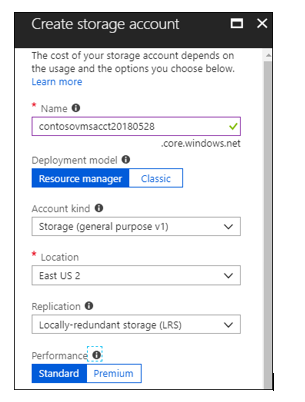 Create storage account
The cost of your storage account depends on
the usage and the options you choose below.
Learn more
* Name
contosovmsacct20180528
.core.windows.net
Deployment model
Resource manager Classic
Account kind
Storage (general purpose v1)
* Location
East US 2
Replication
Locally-redundant storage (LRS)
Performance
Standard Premium